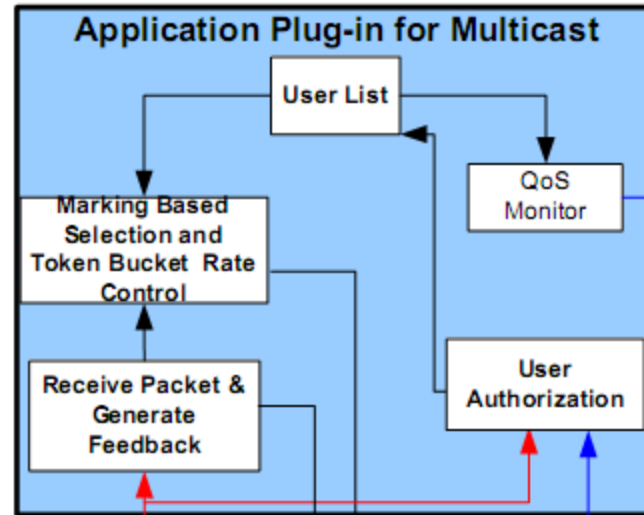 Application Plug-in for Multicast
User List
QoS
Monitor
Marking Based
Selection and
Token Bucket Rate
Control
User
Authorization
Receive Packet &
Generate
Feedback